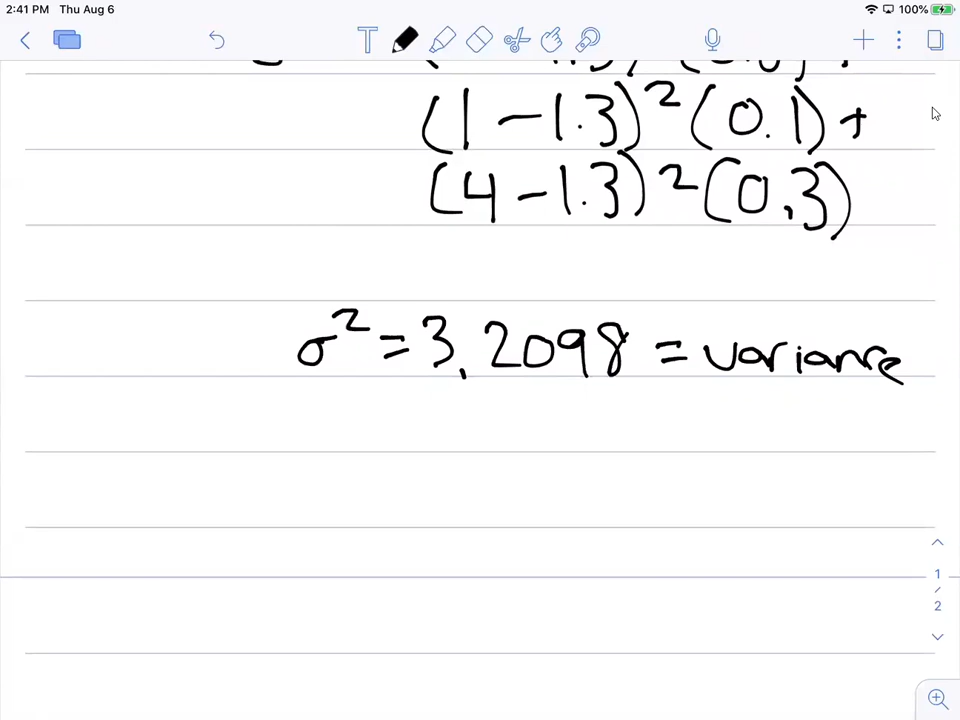 2:41 PM Thu Aug 6 100%
T
(1 - 1.3)² (0.1) +
(4 - 1.3)² (0.3)
σ² = 3.2098 = variance
1
/
2